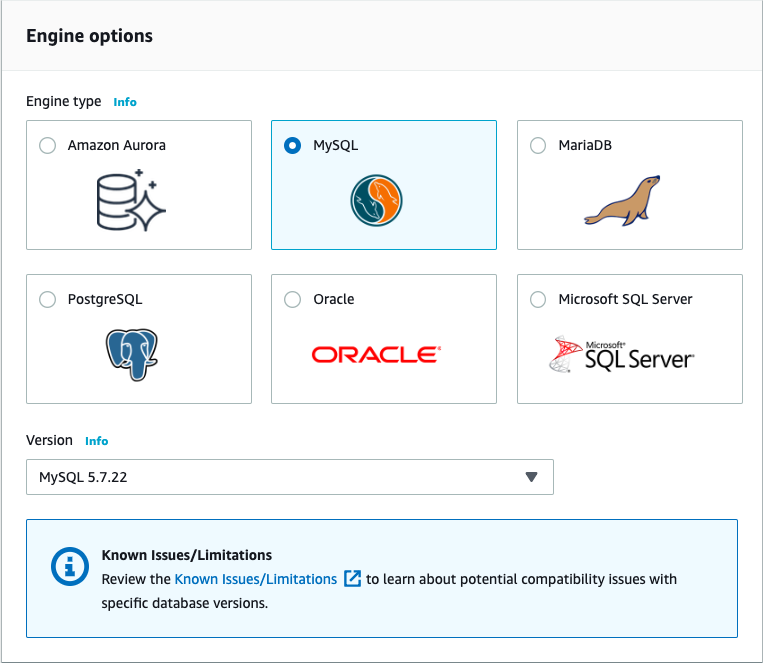 Engine options
Engine type Info
Amazon Aurora
MySQL
MariaDB
PostgreSQL
Oracle
Microsoft SQL Server
ORACLE
Microsoft
SQL Server
Version Info
MySQL 5.7.22
Known Issues/Limitations
Review the Known Issues/Limitations to learn about potential compatibility issues with
specific database versions.